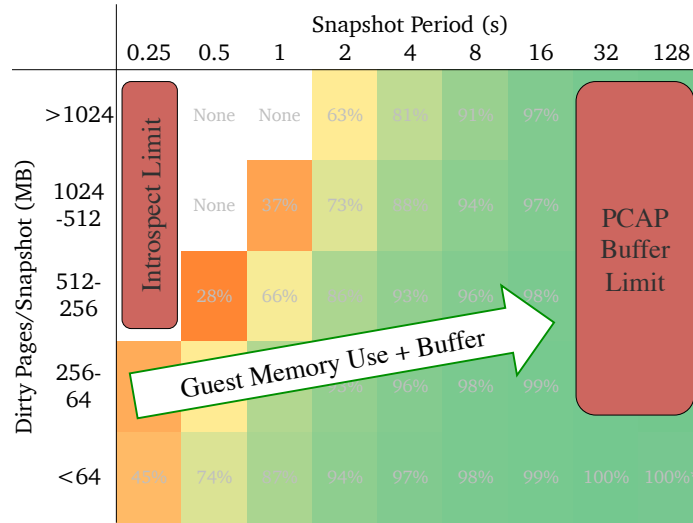 Snapshot Period (s)
0.25 0.5 1 2 4 8 16 32 128
Dirty Pages/Snapshot (MB)
>1024 None None 63% 81% 91% 97%
1024
-512 None 37% 73% 94% 97%
512-
256 28% 66% 93% 96% 98%
256-
64 96% 98% 99%
<64 45% 74% 94% 97% 98% 99% 100% 100%
Introspect Limit
PCAP
Buffer
Limit
Guest Memory Use + Buffer